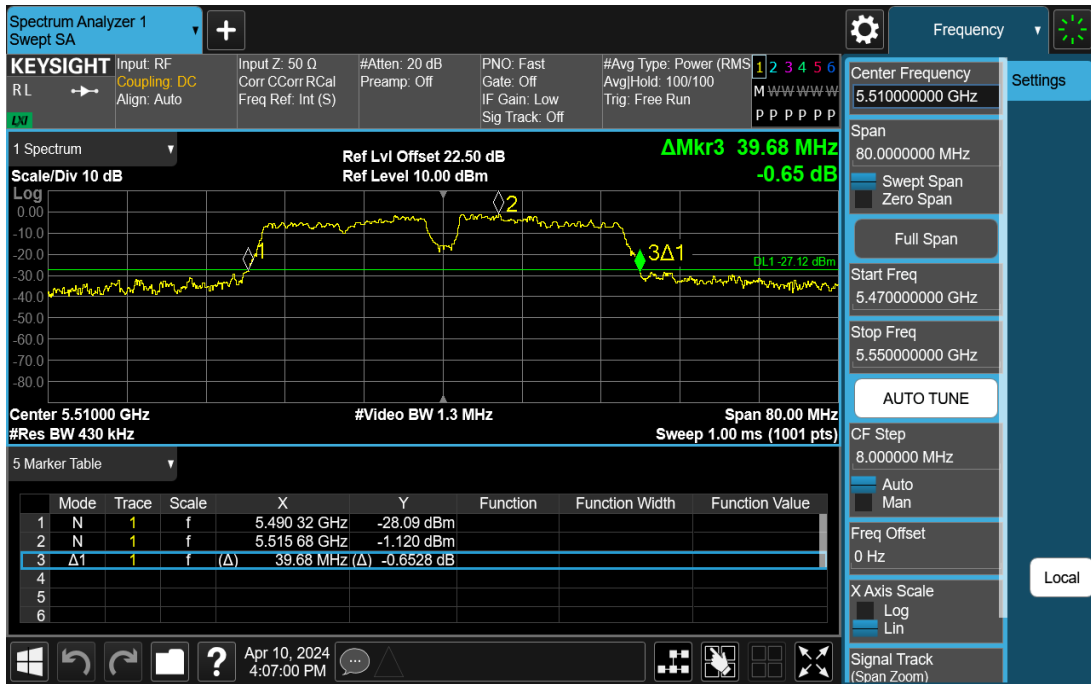 Spectrum Analyzer 1
Swept SA
+
Frequency
KEYSIGHT
R L
LXI
Input: RF
Coupling: DC
Align: Auto
Input Z: 50 Ω
Corr CCorr RCal
Freq Ref: Int (S)
#Atten: 20 dB
Preamp: Off
PNO: Fast
Gate: Off
IF Gain: Low
Sig Track: Off
#Avg Type: Power (RMS
Avg|Hold: 100/100
Trig: Free Run
1 2 3 4 5 6
M W W W W W
P P P P P P
1 Spectrum
Scale/Div 10 dB
Ref Lvl Offset 22.50 dB
Ref Level 10.00 dBm
ΔMkr3 39.68 MHz
-0.65 dB
Log
0.00
-10.0
-20.0
-30.0
-40.0
-50.0
-60.0
-70.0
-80.0
1
2
3Δ1
DL1 -27.12 dBm
Center 5.51000 GHz
#Res BW 430 kHz
#Video BW 1.3 MHz
Span 80.00 MHz
Sweep 1.00 ms (1001 pts)
5 Marker Table
Mode Trace Scale X Y Function Function Width Function Value
1 N 1 f 5.490 32 GHz -28.09 dBm
2 N 1 f 5.515 68 GHz -1.120 dBm
3 Δ1 1 f (Δ) 39.68 MHz (Δ) -0.6528 dB
4
5
6
?
Apr 10, 2024
4:07:00 PM
Center Frequency
5.510000000 GHz
Span
80.0000000 MHz
Swept Span
Zero Span
Full Span
Start Freq
5.470000000 GHz
Stop Freq
5.550000000 GHz
AUTO TUNE
CF Step
8.000000 MHz
Auto
Man
Freq Offset
0 Hz
X Axis Scale
Log
Lin
Signal Track
(Span Zoom)
Settings
Local